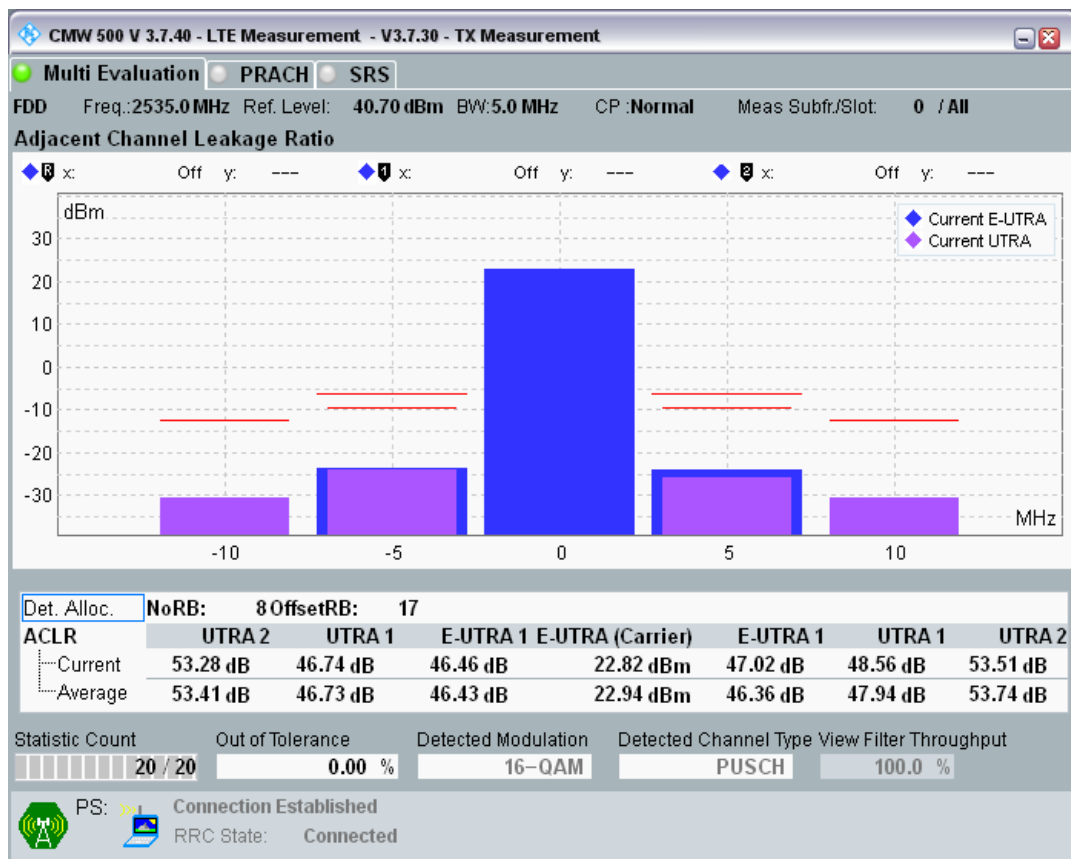 CMW 500 V 3.7.40 - LTE Measurement - V3.7.30 - TX Measurement
Multi Evaluation PRACH SRS
FDD Freq.:2535.0 MHz Ref. Level: 40.70 dBm BW:5.0 MHz CP :Normal Meas Subfr./Slot: 0 / All
Adjacent Channel Leakage Ratio
R x: Off y: --- 1 x: Off y: --- 2 x: Off y: ---
dBm
Current E-UTRA
Current UTRA
30
20
10
0
-10
-20
-30
MHz
-10 -5 0 5 10
Det. Alloc. NoRB: 8 OffsetRB: 17
ACLR UTRA 2 UTRA 1 E-UTRA 1 E-UTRA (Carrier) E-UTRA 1 UTRA 1 UTRA 2
Current 53.28 dB 46.74 dB 46.46 dB 22.82 dBm 47.02 dB 48.56 dB 53.51 dB
Average 53.41 dB 46.73 dB 46.43 dB 22.94 dBm 46.36 dB 47.94 dB 53.74 dB
Statistic Count Out of Tolerance Detected Modulation Detected Channel Type View Filter Throughput
20 / 20 0.00 % 16-QAM PUSCH 100.0 %
PS: Connection Established
RRC State: Connected